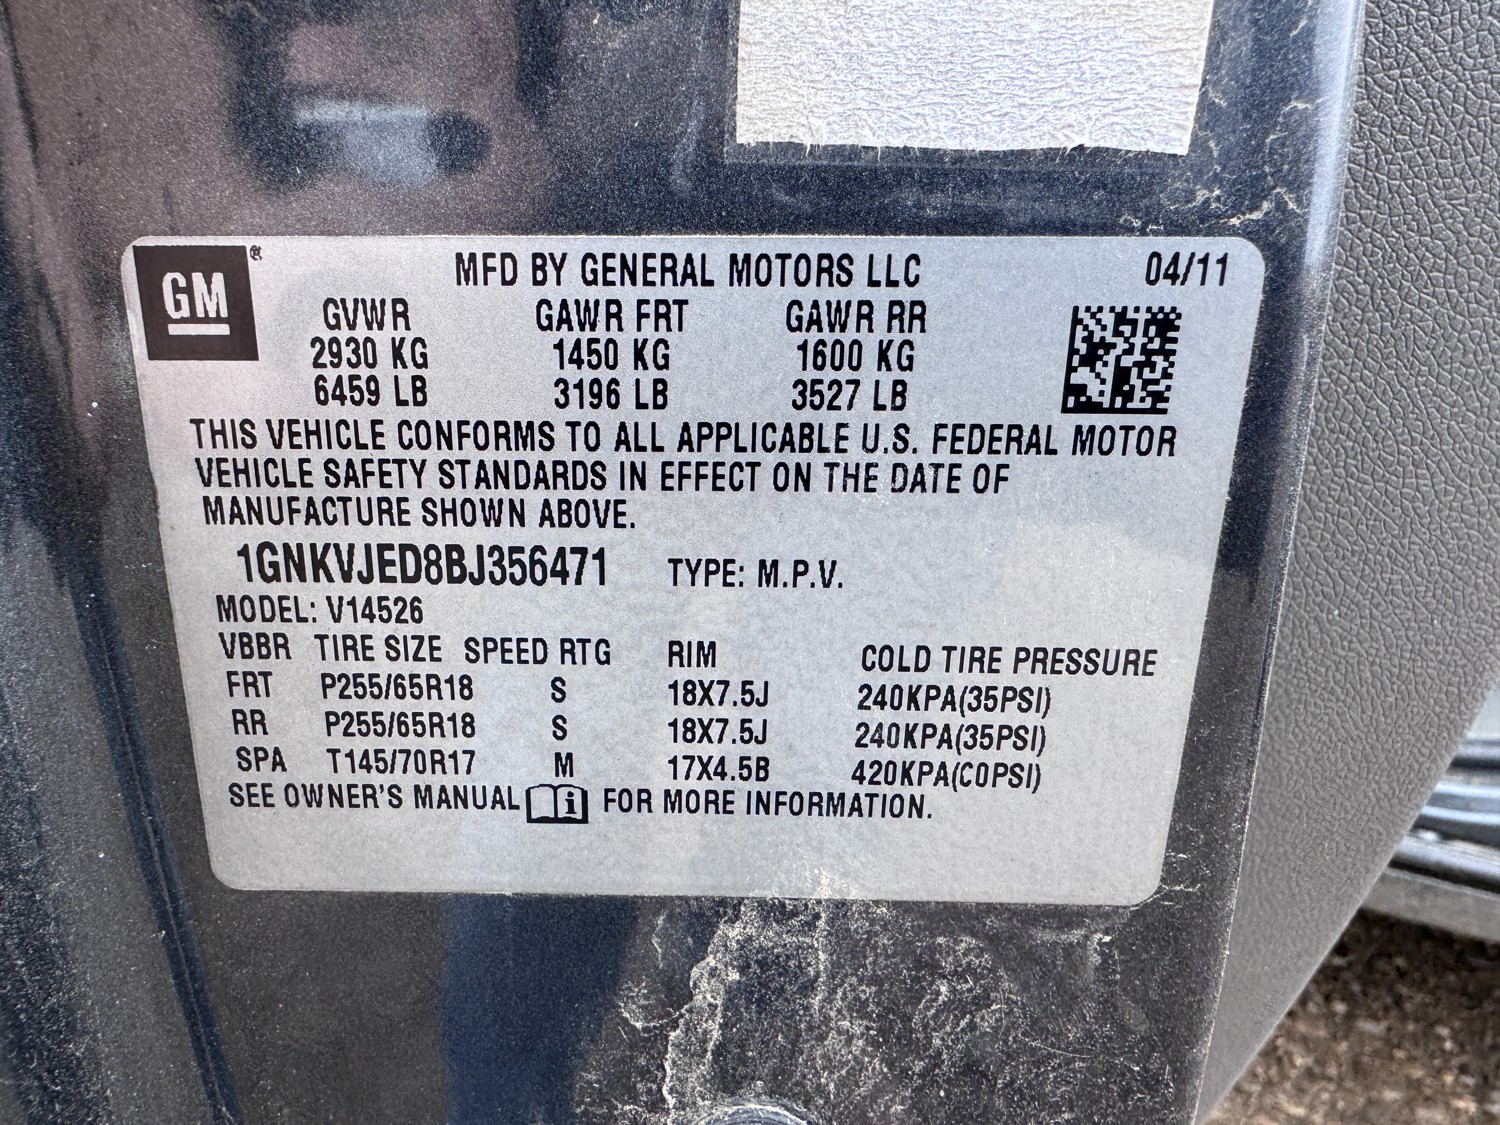 GM ®
MFD BY GENERAL MOTORS LLC 04/11
GVWR GAWR FRT GAWR RR
2930 KG 1450 KG 1600 KG
6459 LB 3196 LB 3527 LB
THIS VEHICLE CONFORMS TO ALL APPLICABLE U.S. FEDERAL MOTOR
VEHICLE SAFETY STANDARDS IN EFFECT ON THE DATE OF
MANUFACTURE SHOWN ABOVE.
1GNKVJED8BJ356471 TYPE: M.P.V.
MODEL: V14526
VBBR TIRE SIZE SPEED RTG RIM COLD TIRE PRESSURE
FRT P255/65R18 S 18X7.5J 240KPA(35PSI)
RR P255/65R18 S 18X7.5J 240KPA(35PSI)
SPA T145/70R17 M 17X4.5B 420KPA(C0PSI)
SEE OWNER'S MANUAL i FOR MORE INFORMATION.